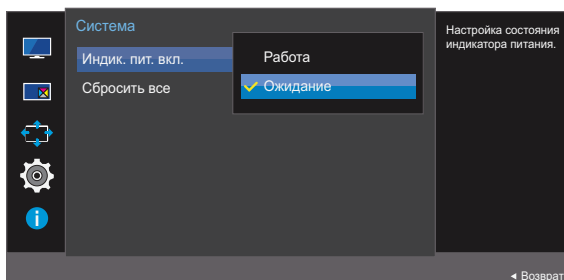 Система
Индик. пит. вкл.
Сбросить все
Работа
Ожидание
Настройка состояния
индикатора питания.
Возврат